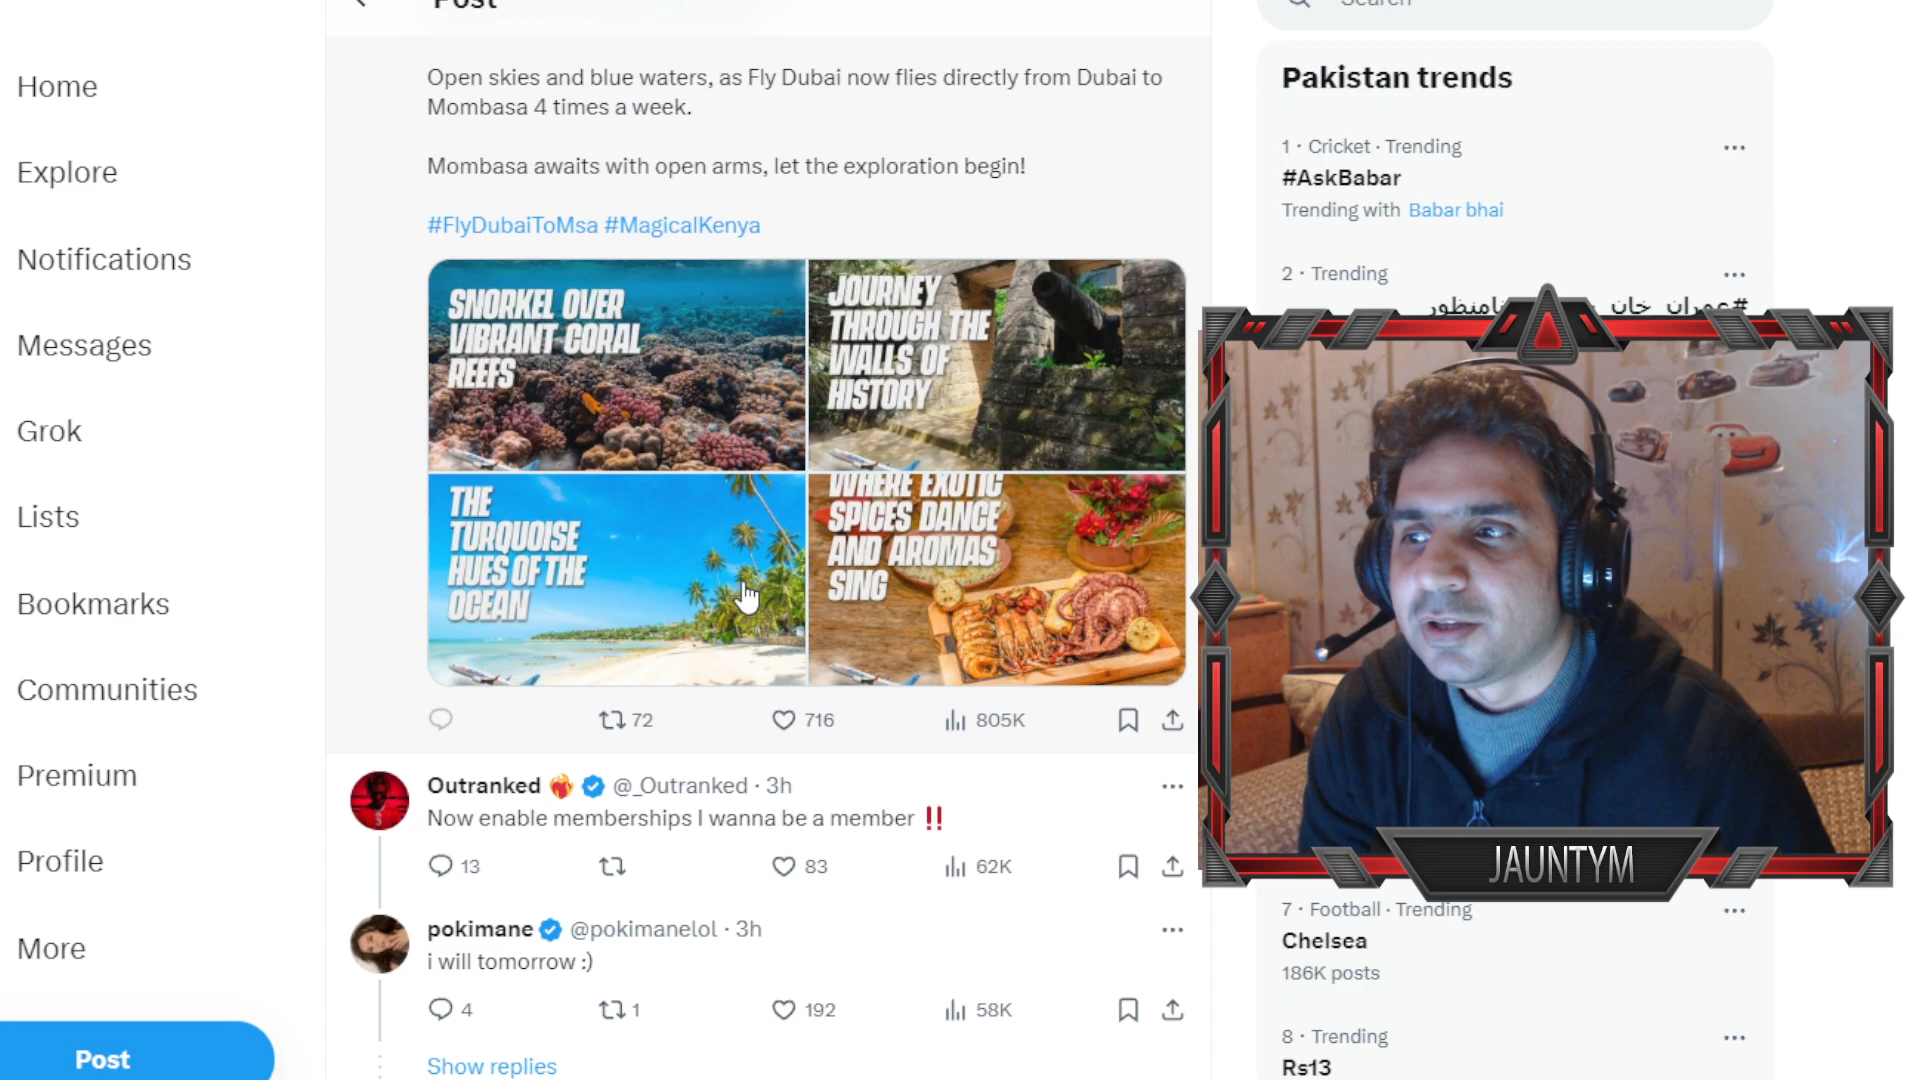 Post
Search
Home
Explore
Notifications
Messages
Grok
Lists
Bookmarks
Communities
Premium
Profile
More
Post
Open skies and blue waters, as Fly Dubai now flies directly from Dubai to
Mombasa 4 times a week.
Mombasa awaits with open arms, let the exploration begin!
#FlyDubaiToMsa #MagicalKenya
SNORKEL OVER
VIBRANT CORAL
REEFS
JOURNEY
THROUGH THE
WALLS OF
HISTORY
THE
TURQUOISE
HUES OF THE
OCEAN
WHERE EXOTIC
SPICES DANCE
AND AROMAS
SING
72
716
805K
Outranked @_Outranked · 3h
Now enable memberships I wanna be a member ‼️
13
83
62K
pokimane @pokimanelol · 3h
i will tomorrow :)
4
1
192
58K
Show replies
Pakistan trends
1 · Cricket · Trending
#AskBabar
Trending with Babar bhai
2 · Trending
#عمران_خان نامنظور
JAUNTYM
7 · Football · Trending
Chelsea
186K posts
8 · Trending
Rs13